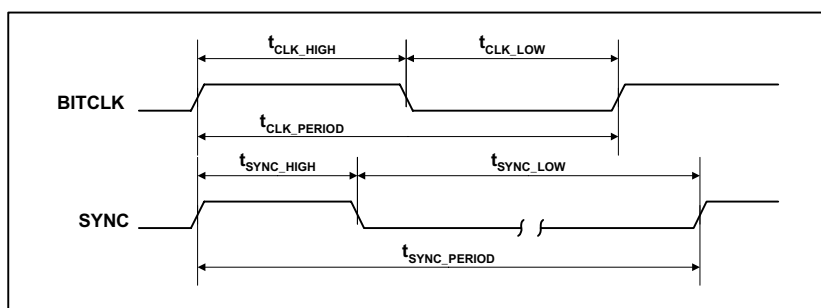 tCLK_HIGH tCLK_LOW
BITCLK
tCLK_PERIOD
tSYNC_HIGH tSYNC_LOW
SYNC
tSYNC_PERIOD